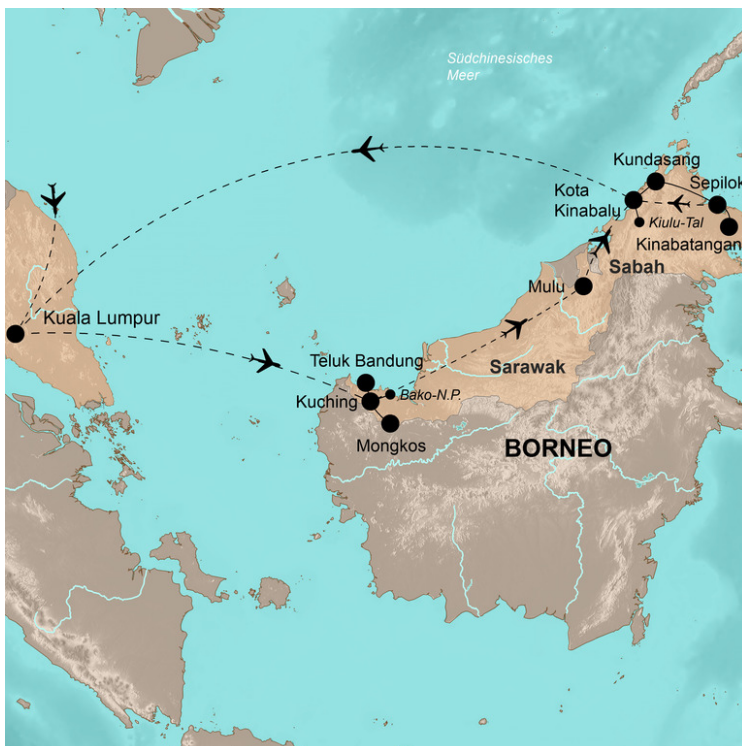 Südchinesisches
Meer
Kundasang
Kota
Kinabalu
Sepilok
Kiulu-Tal
Kinabatangan
Sabah
Mulu
Kuala Lumpur
Teluk Bandung
Sarawak
Kuching
Bako-N.P.
Mongkos
BORNEO